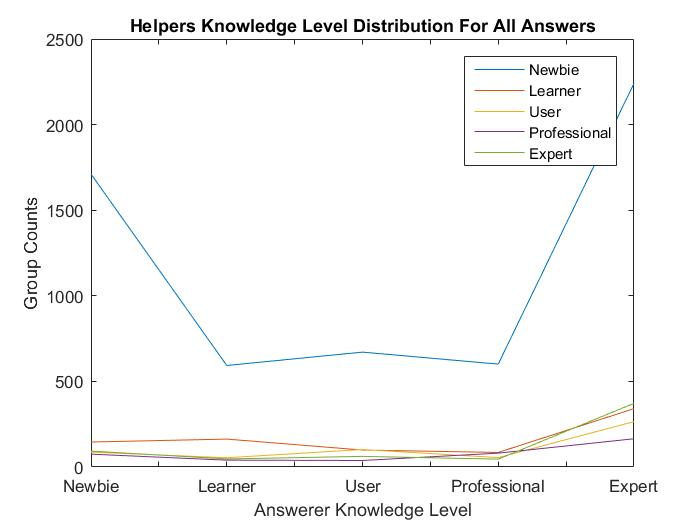 Helpers Knowledge Level Distribution For All Answers
2500
2000
1500
1000
500
0
Group Counts
Newbie
Learner
User
Professional
Expert
Newbie Learner User Professional Expert
Answerer Knowledge Level